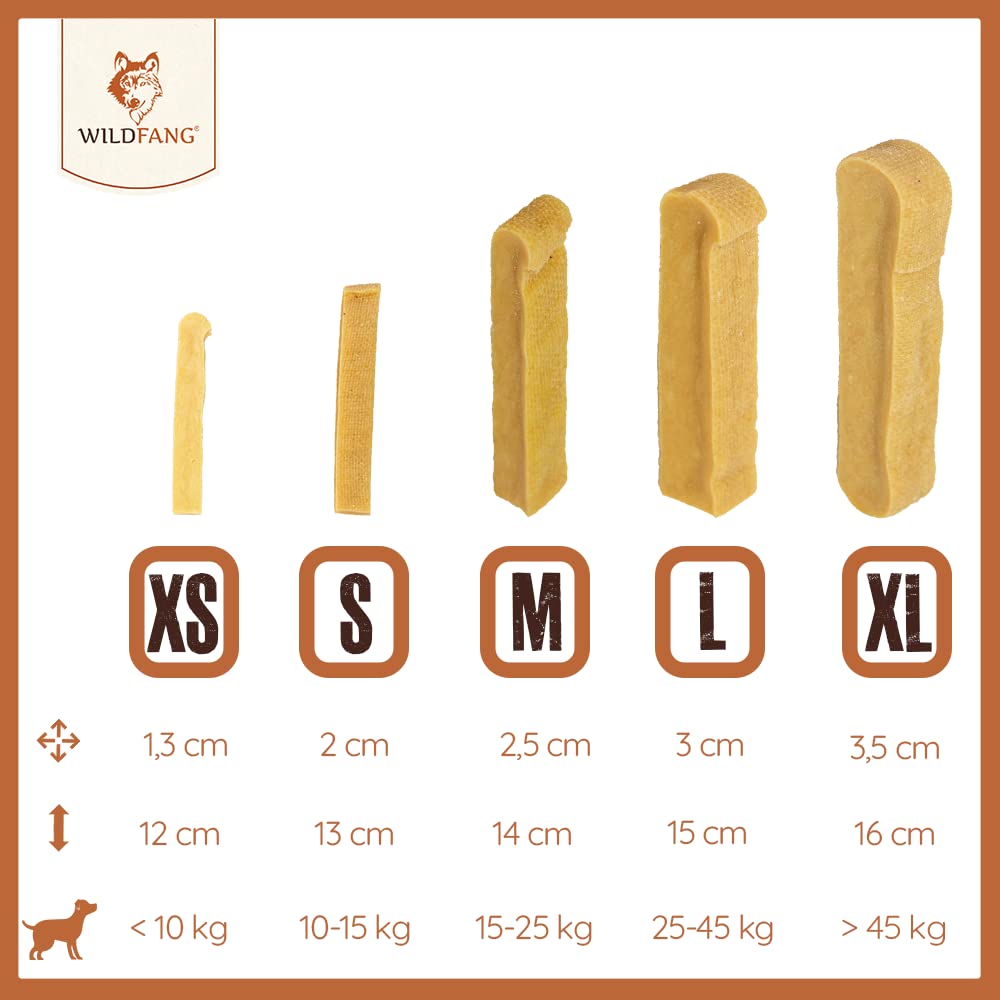 WILDFANG®
XS S M L XL
1,3 cm 2 cm 2,5 cm 3 cm 3,5 cm
12 cm 13 cm 14 cm 15 cm 16 cm
< 10 kg 10-15 kg 15-25 kg 25-45 kg > 45 kg